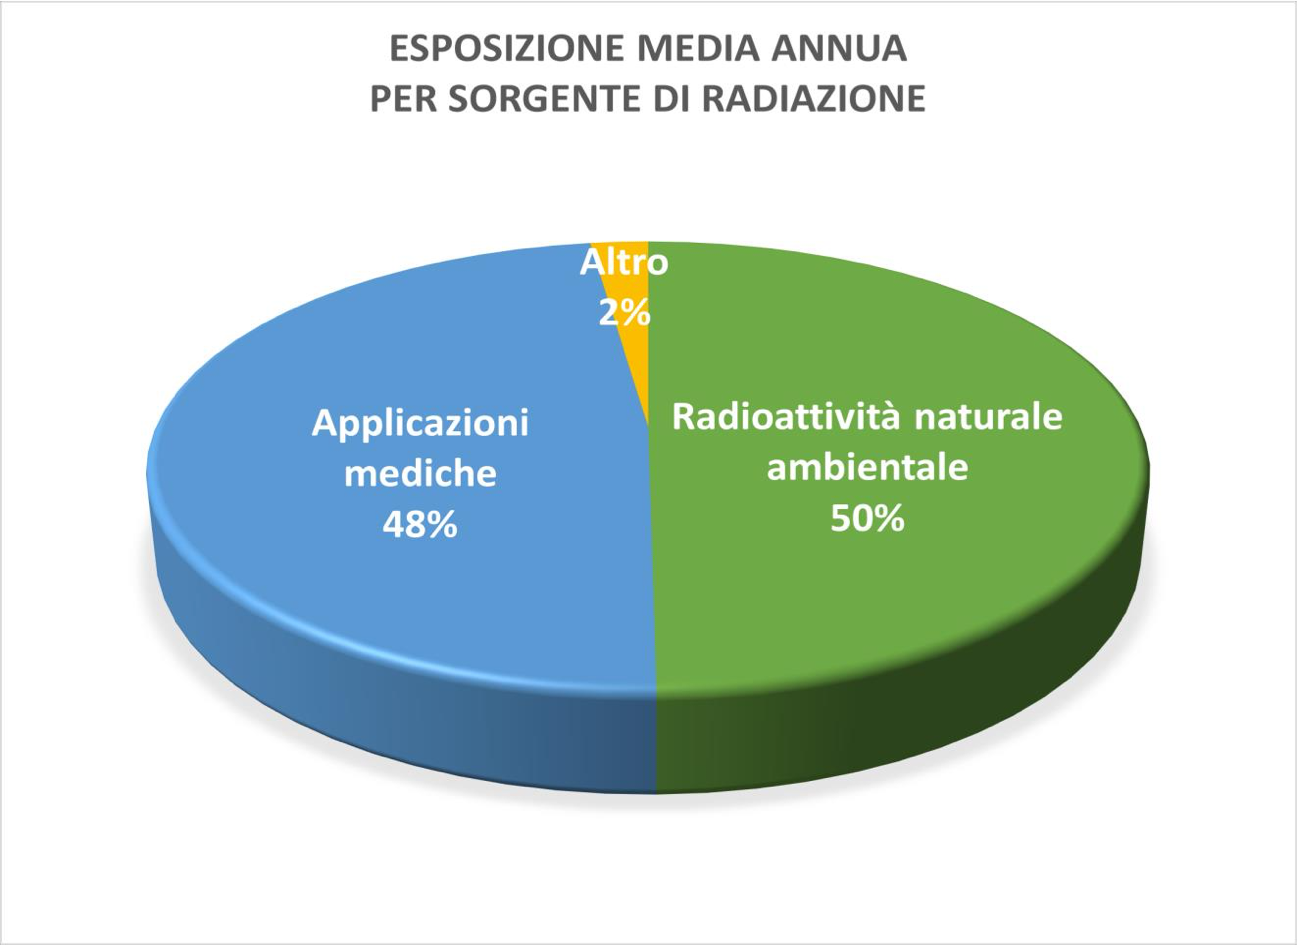 ESPOSIZIONE MEDIA ANNUA
PER SORGENTE DI RADIAZIONE
Altro
2%
Applicazioni
mediche
48%
Radioattività naturale
ambientale
50%